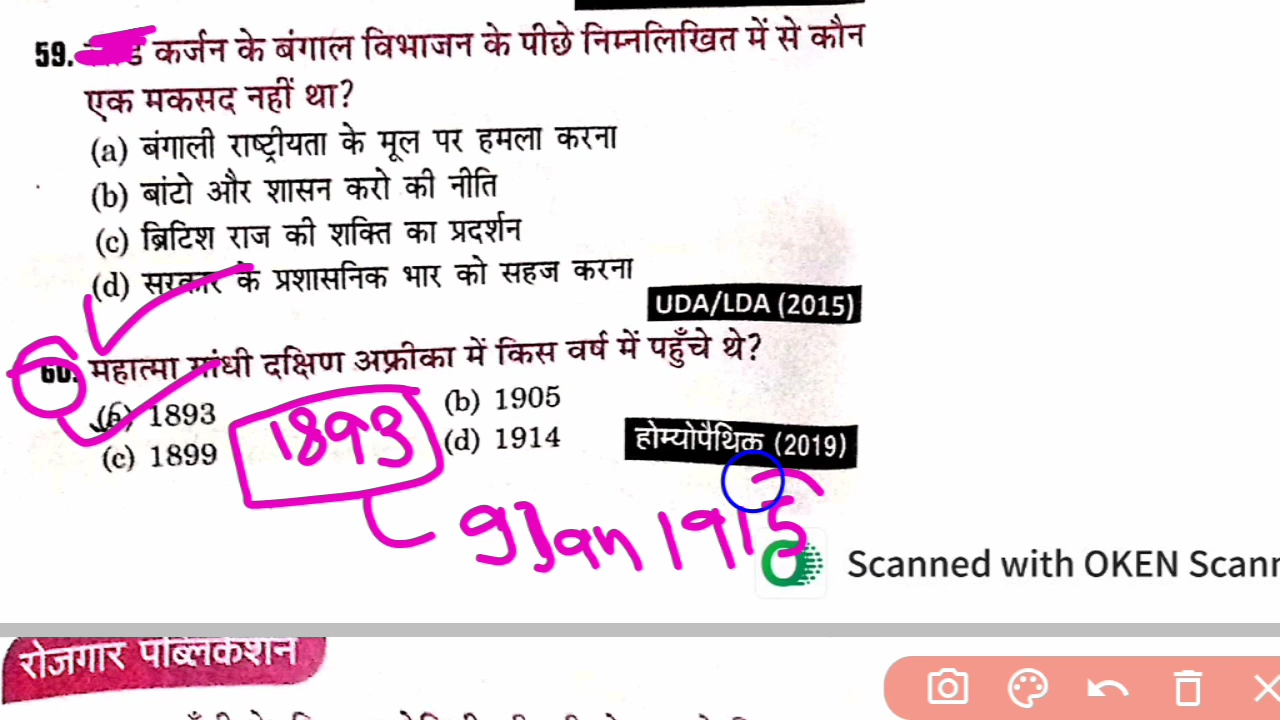 59. कर्जन के बंगाल विभाजन के पीछे निम्नलिखित में से कौन
एक मकसद नहीं था?
(a) बंगाली राष्ट्रीयता के मूल पर हमला करना
(b) बांटो और शासन करो की नीति
(c) ब्रिटिश राज की शक्ति का प्रदर्शन
(d) सरकार के प्रशासनिक भार को सहज करना
UDA/LDA (2015)
60. महात्मा गांधी दक्षिण अफ्रीका में किस वर्ष में पहुँचे थे?
1893 (b) 1905
(c) 1899 (d) 1914
1893
होम्योपैथिक (2019)
9 Jan 1915
Scanned with OKEN Scann
रोजगार पब्लिकेशन